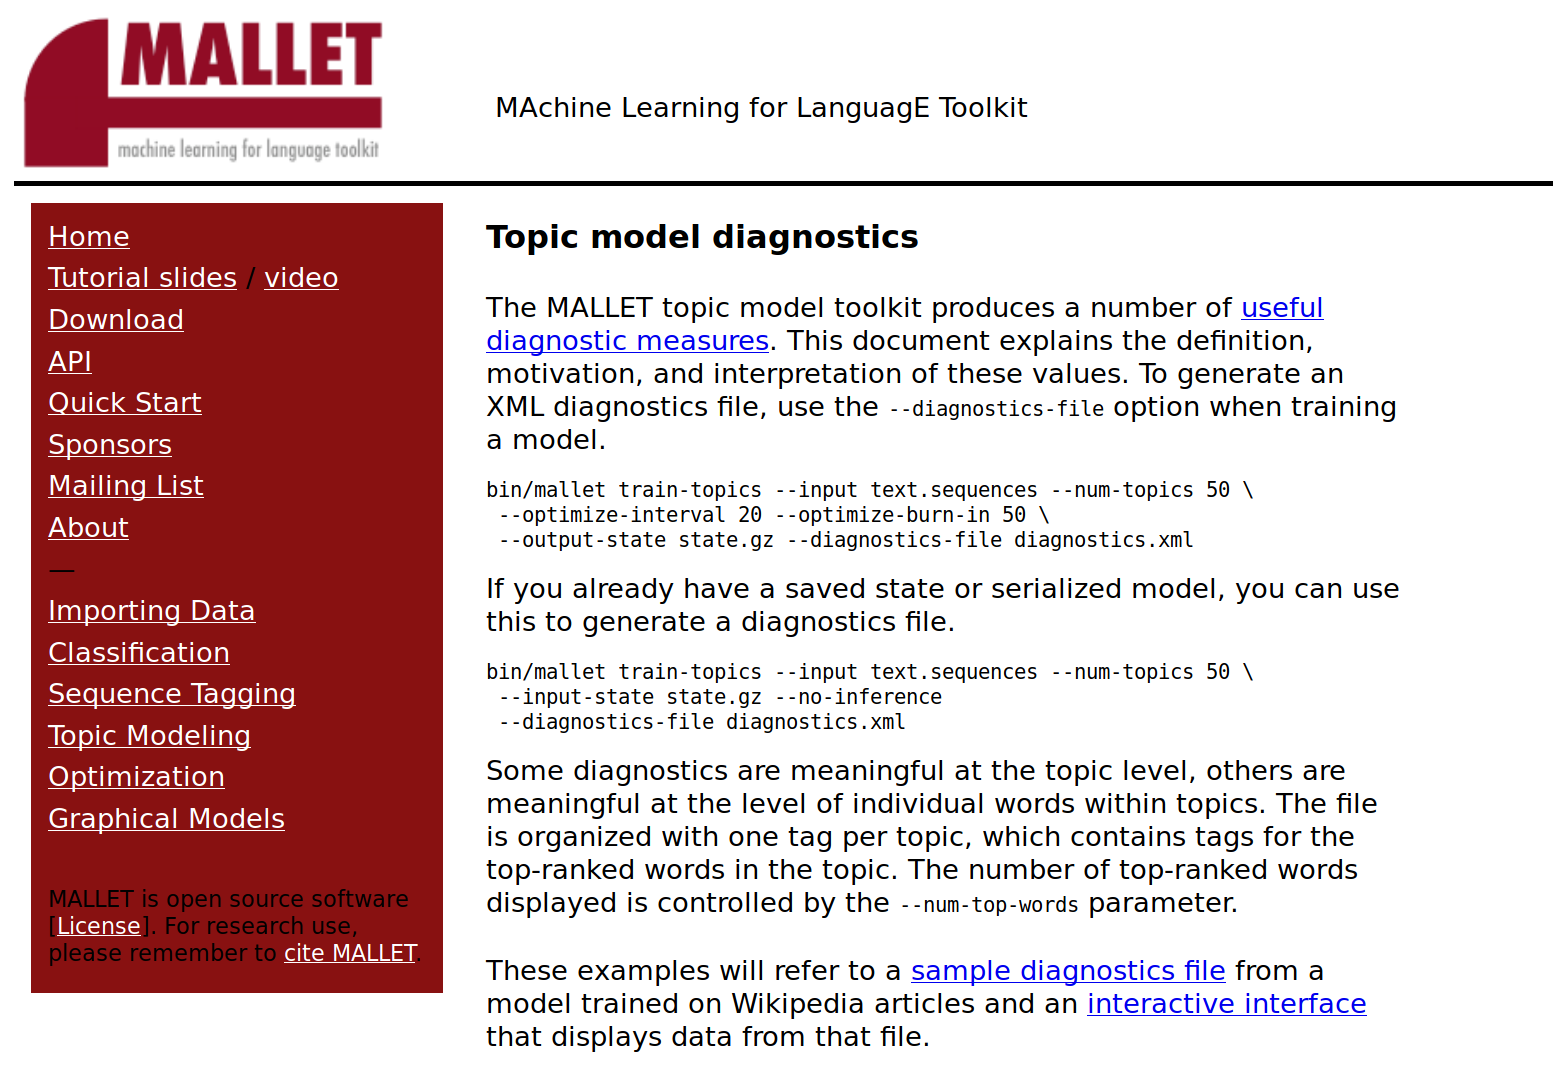 MALLET
machine learning for language toolkit
MAchine Learning for LanguagE Toolkit
Home
Tutorial slides / video
Download
API
Quick Start
Sponsors
Mailing List
About
—
Importing Data
Classification
Sequence Tagging
Topic Modeling
Optimization
Graphical Models
MALLET is open source software
[License]. For research use,
please remember to cite MALLET.
Topic model diagnostics
The MALLET topic model toolkit produces a number of useful
diagnostic measures. This document explains the definition,
motivation, and interpretation of these values. To generate an
XML diagnostics file, use the --diagnostics-file option when training
a model.
bin/mallet train-topics --input text.sequences --num-topics 50 \
 --optimize-interval 20 --optimize-burn-in 50 \
 --output-state state.gz --diagnostics-file diagnostics.xml
If you already have a saved state or serialized model, you can use
this to generate a diagnostics file.
bin/mallet train-topics --input text.sequences --num-topics 50 \
 --input-state state.gz --no-inference
 --diagnostics-file diagnostics.xml
Some diagnostics are meaningful at the topic level, others are
meaningful at the level of individual words within topics. The file
is organized with one tag per topic, which contains tags for the
top-ranked words in the topic. The number of top-ranked words
displayed is controlled by the --num-top-words parameter.
These examples will refer to a sample diagnostics file from a
model trained on Wikipedia articles and an interactive interface
that displays data from that file.